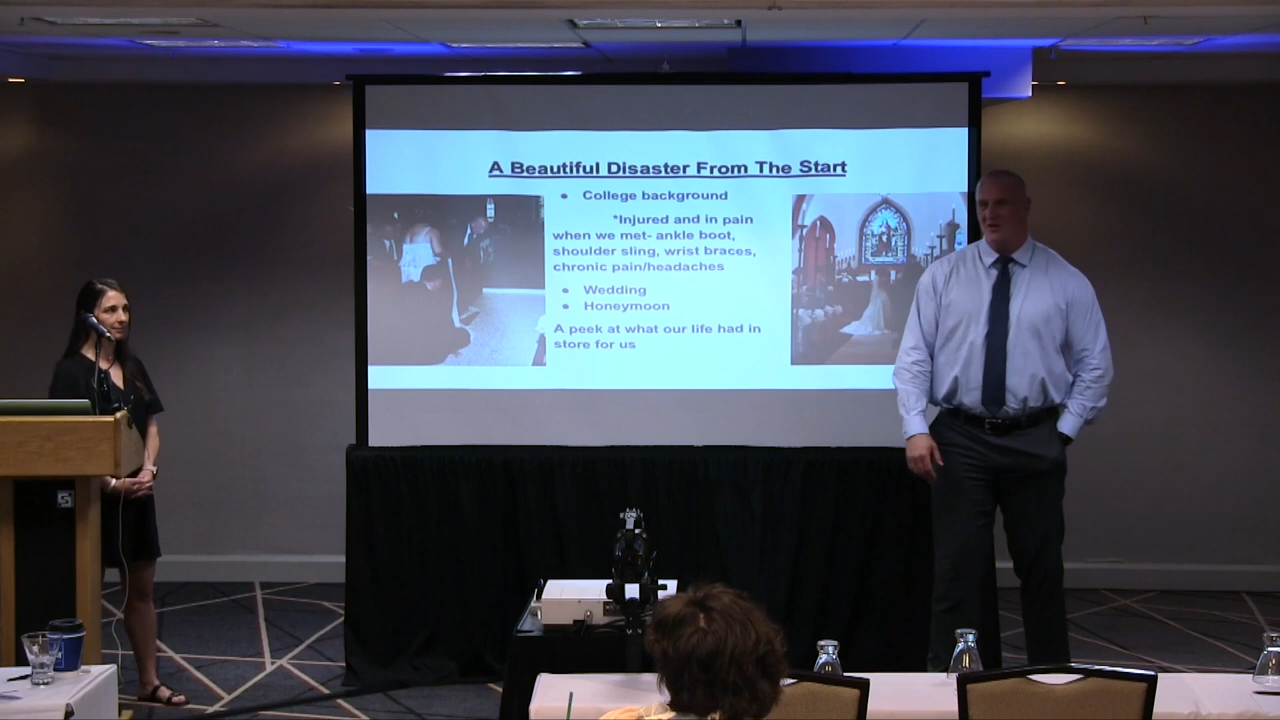 A Beautiful Disaster From The Start
● College background
*Injured and in pain
when we met- ankle boot,
shoulder sling, wrist braces,
chronic pain/headaches
● Wedding
● Honeymoon
A peek at what our life had in
store for us